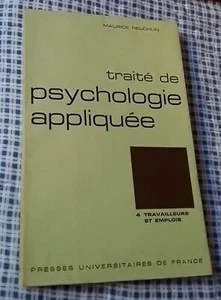 MAURICE REUCHLIN
traité de
psychologie
appliquée
4 TRAVAILLEURS
ET EMPLOIS
PRESSES UNIVERSITAIRES DE FRANCE